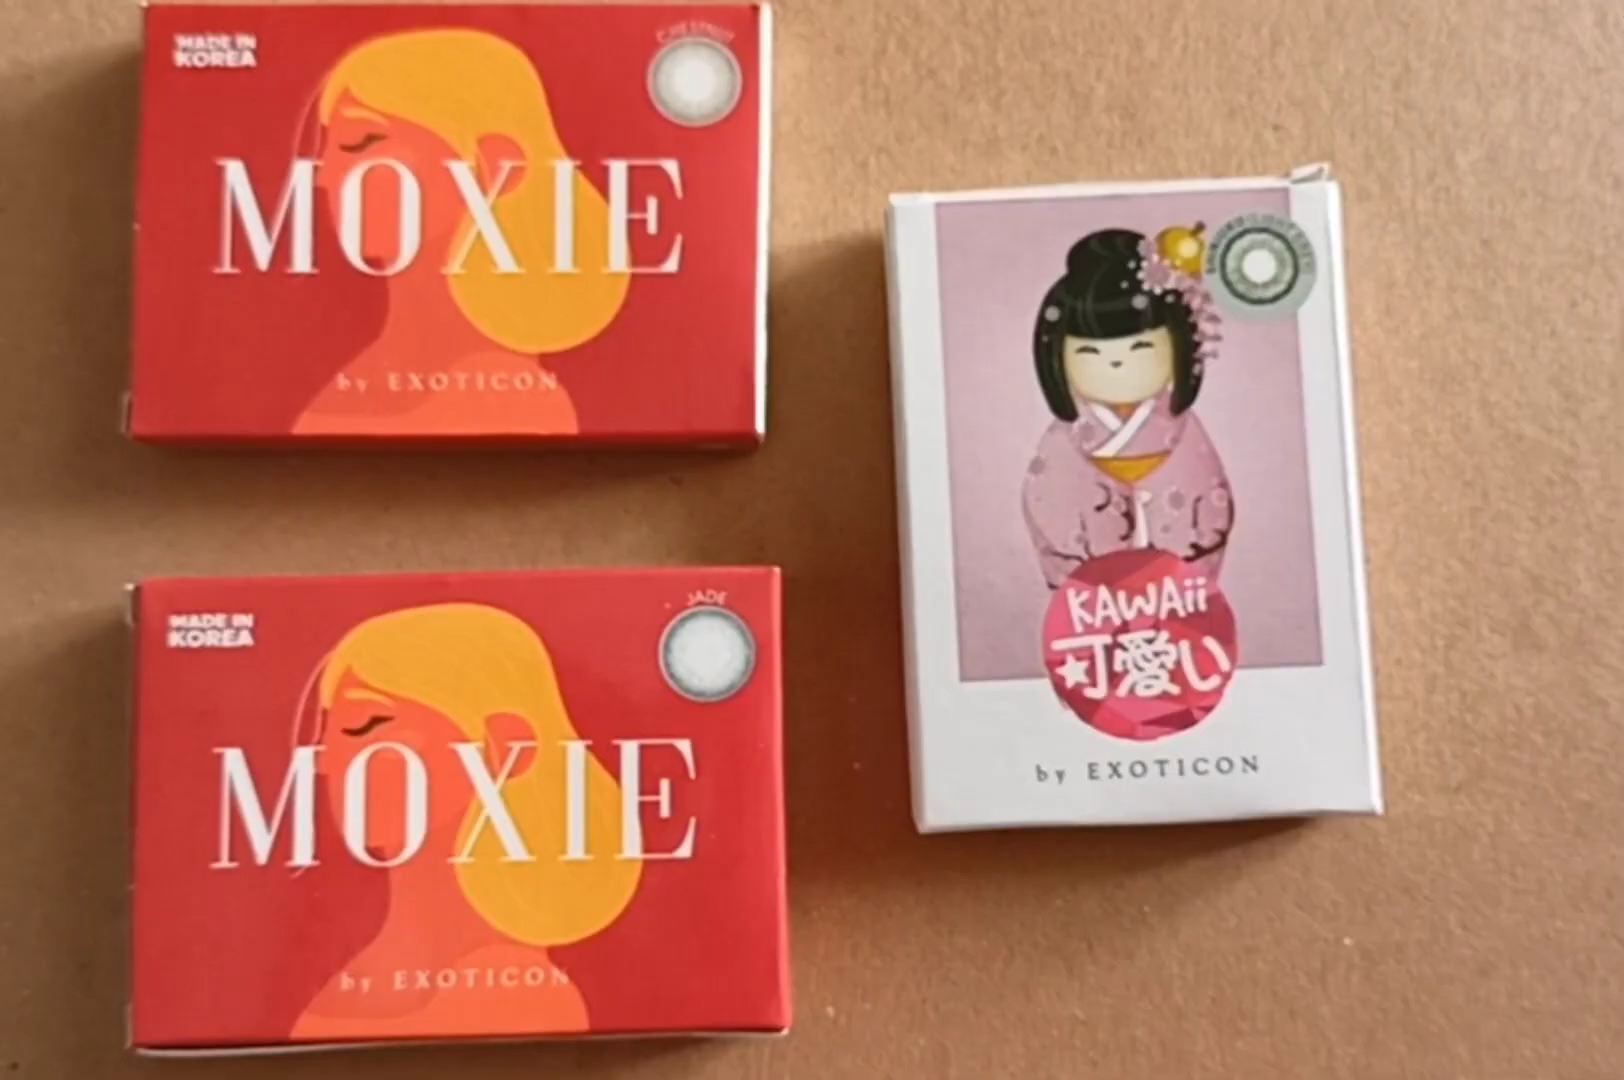 MADE IN
KOREA
CHESTNUT
MOXIE
by EXOTICON
MADE IN
KOREA
JADE
MOXIE
by EXOTICON
KAWAii
可愛い
by EXOTICON